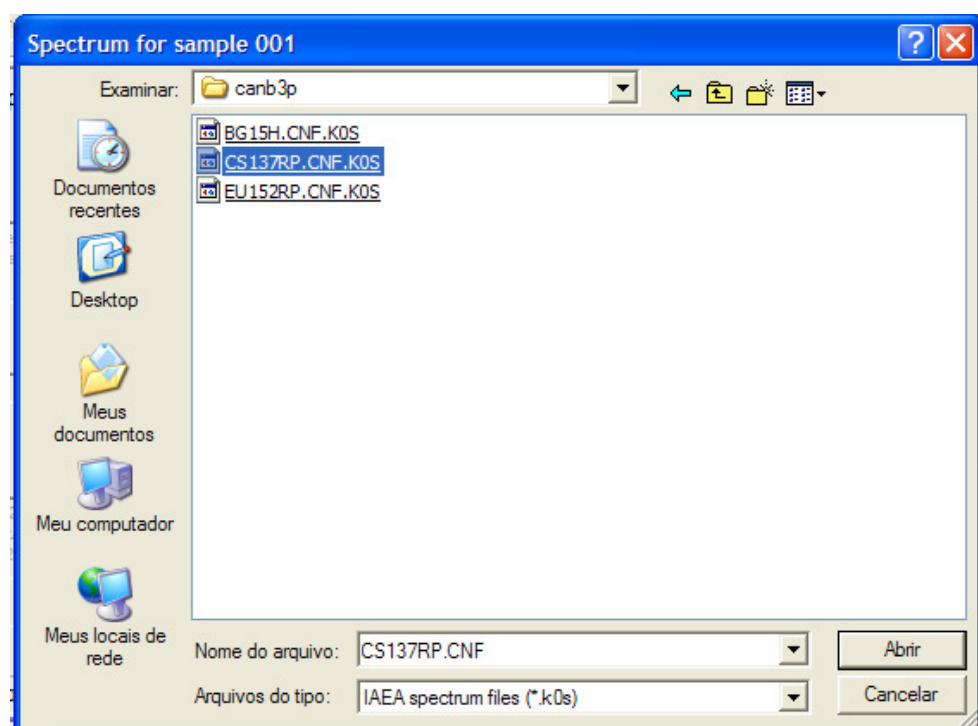 Spectrum for sample 001
Examinar: canb3p
BG15H.CNF.K0S
CS137RP.CNF.K0S
EU152RP.CNF.K0S
Documentos
recentes
Desktop
Meus
documentos
Meu computador
Meus locais de
rede
Nome do arquivo: CS137RP.CNF Abrir
Arquivos do tipo: IAEA spectrum files (*.k0s) Cancelar